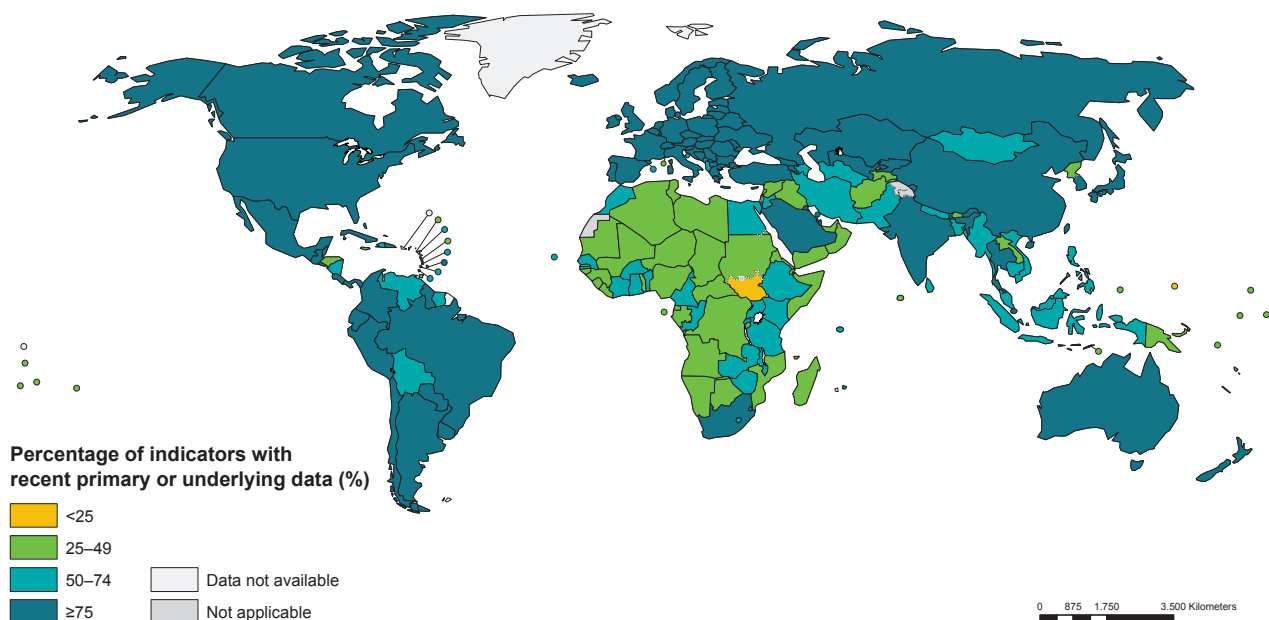 Percentage of indicators with
recent primary or underlying data (%)
<25
25–49
50–74
≥75
Data not available
Not applicable
0 875 1.750 3.500 Kilometers